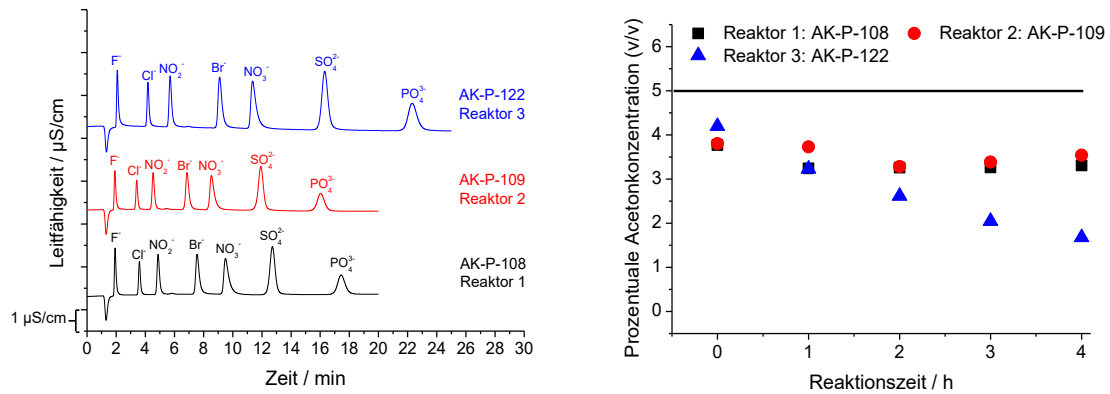 F⁻
Cl⁻
NO₂⁻
Br⁻
NO₃⁻
SO₄²⁻
PO₄³⁻
AK-P-122
Reaktor 3
F⁻
Cl⁻
NO₂⁻
Br⁻
NO₃⁻
SO₄²⁻
PO₄³⁻
AK-P-109
Reaktor 2
F⁻
Cl⁻
NO₂⁻
Br⁻
NO₃⁻
SO₄²⁻
PO₄³⁻
AK-P-108
Reaktor 1
Leitfähigkeit / µS/cm
1 µS/cm
0 2 4 6 8 10 12 14 16 18 20 22 24 26 28 30
Zeit / min
Reaktor 1: AK-P-108
Reaktor 2: AK-P-109
Reaktor 3: AK-P-122
Prozentuale Acetonkonzentration (v/v)
6
5
4
3
2
1
0
0 1 2 3 4
Reaktionszeit / h